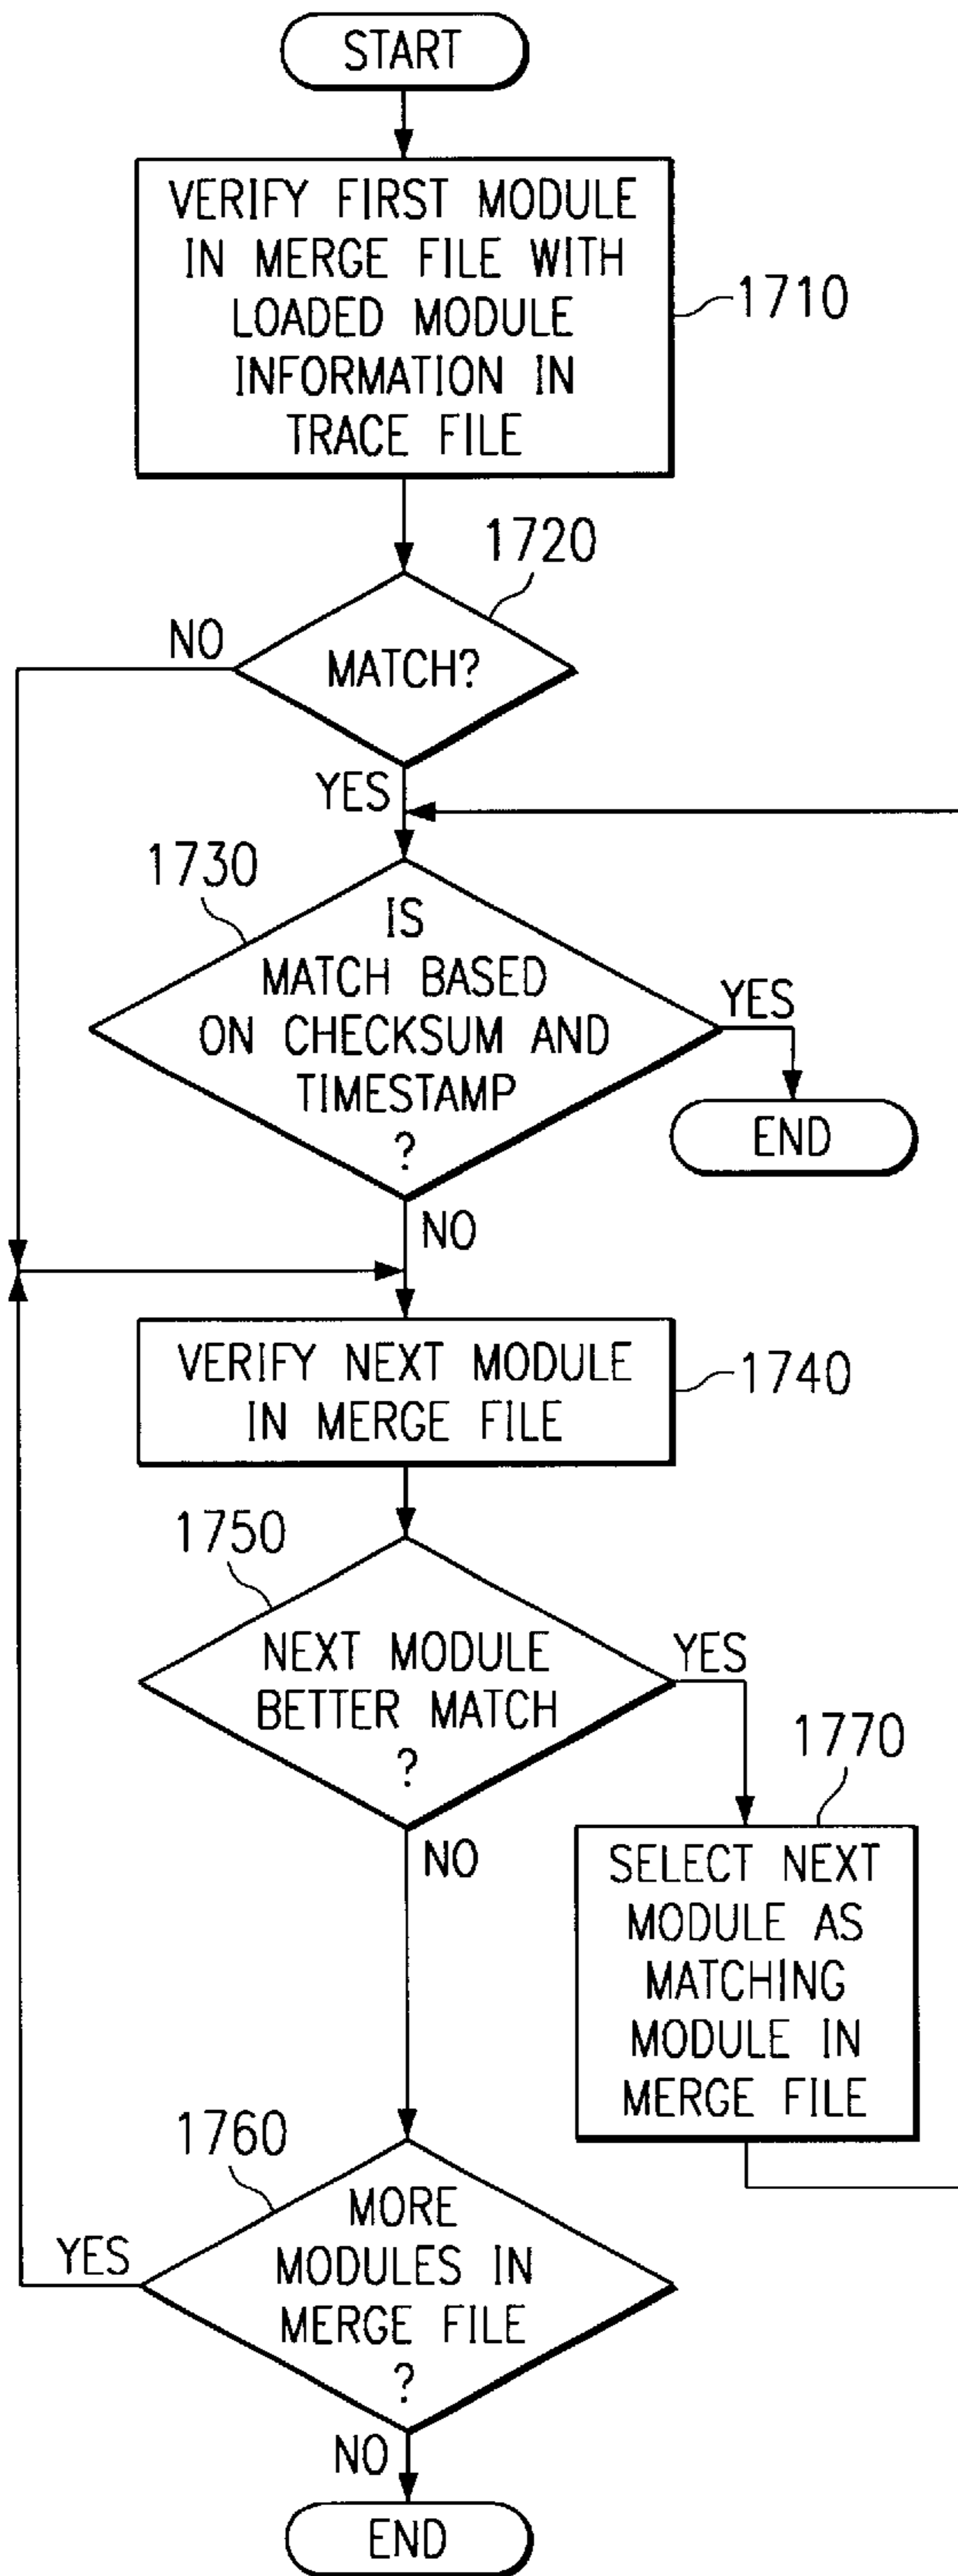 START
VERIFY FIRST MODULE
IN MERGE FILE WITH
LOADED MODULE
INFORMATION IN
TRACE FILE
1710
1720
NO
MATCH?
YES
1730
IS
MATCH BASED
ON CHECKSUM AND
TIMESTAMP
?
YES
END
NO
VERIFY NEXT MODULE
IN MERGE FILE
1740
1750
NEXT MODULE
BETTER MATCH
?
YES
NO
1770
SELECT NEXT
MODULE AS
MATCHING
MODULE IN
MERGE FILE
1760
MORE
MODULES IN
MERGE FILE
?
YES
NO
END